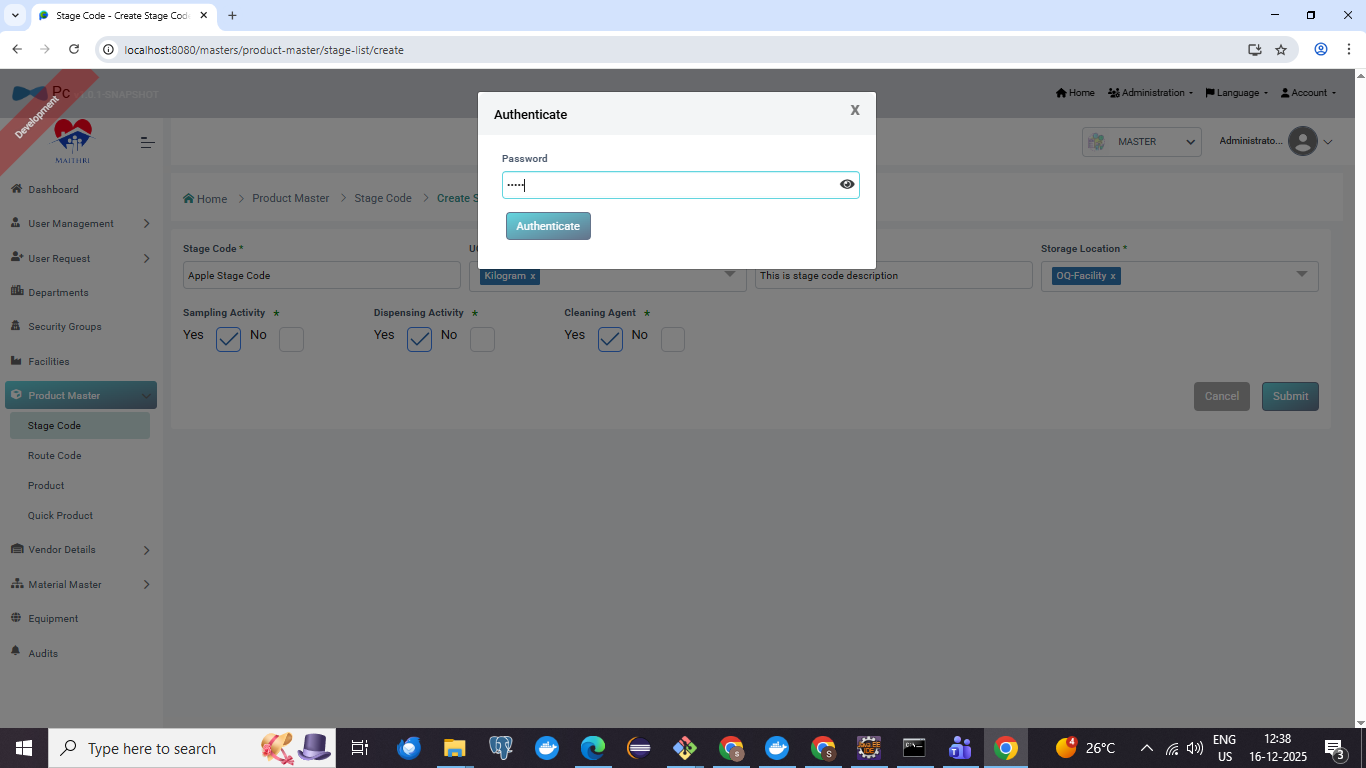 Stage Code - Create Stage Cod
localhost:8080/masters/product-master/stage-list/create
Development
Pc
Home
Administration
Language
Account
Authenticate
X
Password
•••••
Authenticate
MAITHRI
MASTER
Administrato...
Dashboard
User Management
User Request
Departments
Security Groups
Facilities
Product Master
Stage Code
Route Code
Product
Quick Product
Vendor Details
Material Master
Equipment
Audits
Home
Product Master
Stage Code
Create S
Stage Code *
Apple Stage Code
Kilogram x
This is stage code description
Storage Location *
OQ-Facility x
Sampling Activity *
Yes No
Dispensing Activity *
Yes No
Cleaning Agent *
Yes No
Cancel
Submit
Type here to search
26°C
ENG
US
12:38
16-12-2025
4
3